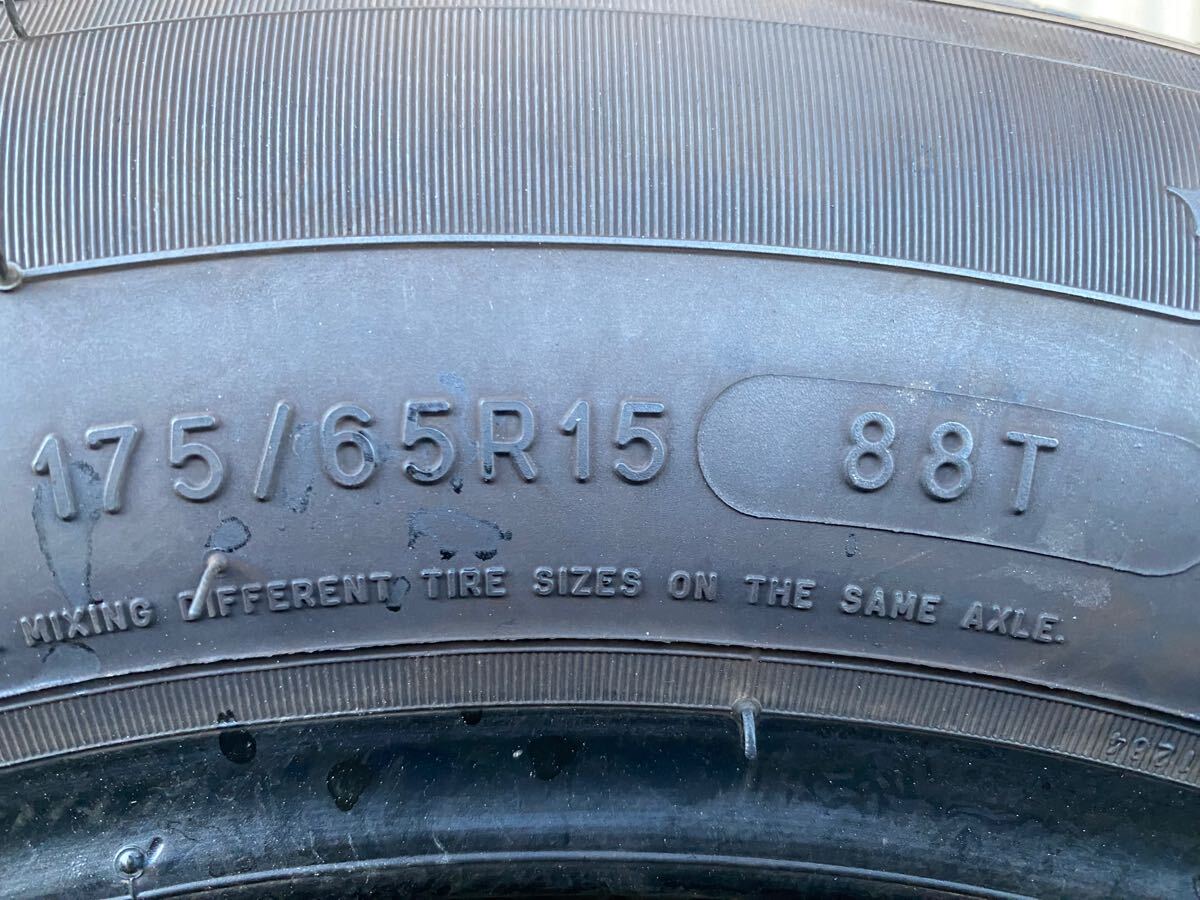 175/65R15 88T
MIXING DIFFERENT TIRE SIZES ON THE SAME AXLE.